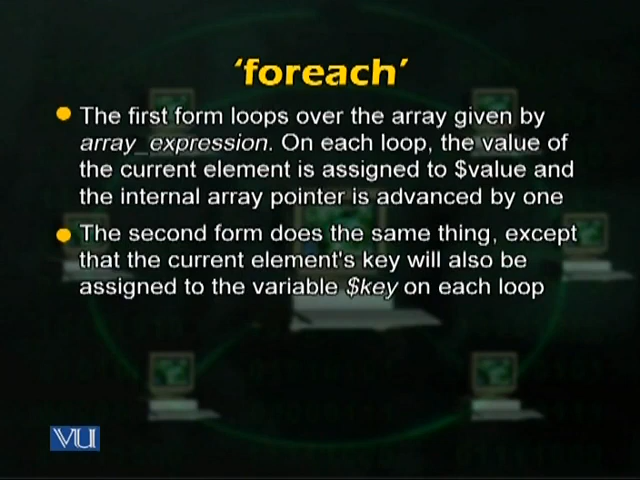 ‘foreach’
The first form loops over the array given by
array_expression. On each loop, the value of
the current element is assigned to $value and
the internal array pointer is advanced by one
The second form does the same thing, except
that the current element's key will also be
assigned to the variable $key on each loop
VU